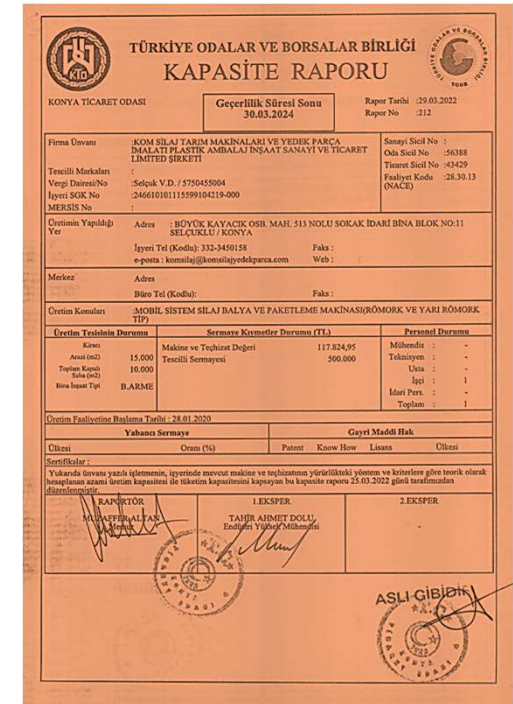 TÜRKİYE ODALAR VE BORSALAR BİRLİĞİ
KAPASİTE RAPORU
KTO
TOBB
KONYA TİCARET ODASI
Geçerlilik Süresi Sonu
30.03.2024
Rapor Tarihi :29.03.2022
Rapor No :212
Firma Ünvanı :KOM SİLAJ TARIM MAKİNALARI VE YEDEK PARÇA
İMALATI PLASTİK AMBALAJ İNŞAAT SANAYİ VE TİCARET
LİMİTED ŞİRKETİ
Tescilli Markaları :
Vergi Dairesi/No :Selçuk V.D. / 5750455004
İşyeri SGK No :246610101115599104219-000
MERSİS No :
Sanayi Sicil No :
Oda Sicil No :56388
Ticaret Sicil No :43429
Faaliyet Kodu :28.30.13
(NACE)
Üretimin Yapıldığı Yer
Adres : BÜYÜK KAYACIK OSB. MAH. 513 NOLU SOKAK İDARİ BİNA BLOK NO:11
SELÇUKLU / KONYA
İşyeri Tel (Kodlu): 332-3450158 Faks :
e-posta : komsilaj@komsilajyedekparca.com Web :
Merkez Adres
Büro Tel (Kodlu): Faks :
Üretim Konuları :MOBİL SİSTEM SİLAJ BALYA VE PAKETLEME MAKİNASI(RÖMORK VE YARI RÖMORK
TİP)
Üretim Tesisinin Durumu
Kiracı
Arazi (m2) 15.000
Toplam Kapalı Saha (m2) 10.000
Bina İnşaat Tipi B.ARME
Sermaye Kıymetler Durumu (TL)
Makine ve Teçhizat Değeri 117.824,95
Tescilli Sermayesi 500.000
Personel Durumu
Mühendis : -
Teknisyen : -
Usta : -
İşçi : 1
İdari Pers. : -
Toplam : 1
Üretim Faaliyetine Başlama Tarihi : 28.01.2020
Yabancı Sermaye Gayri Maddi Hak
Ülkesi Oranı (%) Patent Know How Lisans Ülkesi
Sertifikalar :
Yukarıda ünvanı yazılı işletmenin, işyerinde mevcut makine ve teçhizatının yürürlükteki yöntem ve kriterlere göre teorik olarak
hesaplanan azami üretim kapasitesi ile tüketim kapasitesini kapsayan bu kapasite raporu 25.03.2022 günü tarafımızdan
düzenlenmiştir.
RAPORTÖR 1.EKSPER 2.EKSPER
MUZAFFER ALTAN TAHİR AHMET DOLU -
Memur Endüstri Yüksek Mühendisi
ASLI GİBİDİR